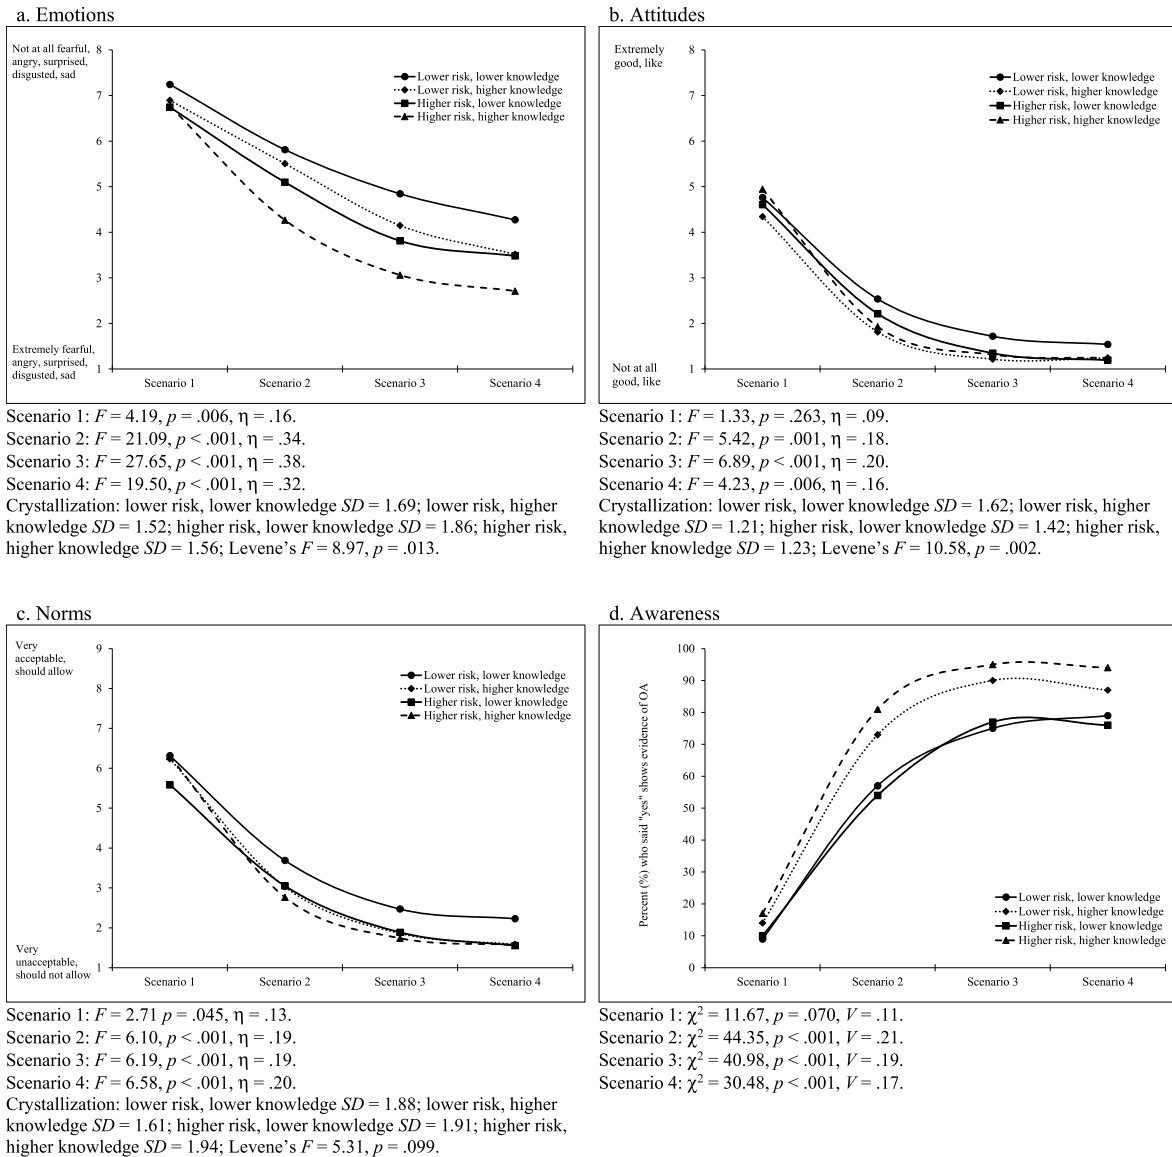 a. Emotions
Not at all fearful,
angry, surprised,
disgusted, sad
8
7
6
5
4
3
2
1
Extremely fearful,
angry, surprised,
disgusted, sad
Lower risk, lower knowledge
Lower risk, higher knowledge
Higher risk, lower knowledge
Higher risk, higher knowledge
Scenario 1 Scenario 2 Scenario 3 Scenario 4
Scenario 1: F = 4.19, p = .006, η = .16.
Scenario 2: F = 21.09, p < .001, η = .34.
Scenario 3: F = 27.65, p < .001, η = .38.
Scenario 4: F = 19.50, p < .001, η = .32.
Crystallization: lower risk, lower knowledge SD = 1.69; lower risk, higher
knowledge SD = 1.52; higher risk, lower knowledge SD = 1.86; higher risk,
higher knowledge SD = 1.56; Levene's F = 8.97, p = .013.
b. Attitudes
Extremely
good, like
8
7
6
5
4
3
2
1
Not at all
good, like
Lower risk, lower knowledge
Lower risk, higher knowledge
Higher risk, lower knowledge
Higher risk, higher knowledge
Scenario 1 Scenario 2 Scenario 3 Scenario 4
Scenario 1: F = 1.33, p = .263, η = .09.
Scenario 2: F = 5.42, p = .001, η = .18.
Scenario 3: F = 6.89, p < .001, η = .20.
Scenario 4: F = 4.23, p = .006, η = .16.
Crystallization: lower risk, lower knowledge SD = 1.62; lower risk, higher
knowledge SD = 1.21; higher risk, lower knowledge SD = 1.42; higher risk,
higher knowledge SD = 1.23; Levene's F = 10.58, p = .002.
c. Norms
Very
acceptable,
should allow
9
8
7
6
5
4
3
2
1
Very
unacceptable,
should not allow
Lower risk, lower knowledge
Lower risk, higher knowledge
Higher risk, lower knowledge
Higher risk, higher knowledge
Scenario 1 Scenario 2 Scenario 3 Scenario 4
Scenario 1: F = 2.71 p = .045, η = .13.
Scenario 2: F = 6.10, p < .001, η = .19.
Scenario 3: F = 6.19, p < .001, η = .19.
Scenario 4: F = 6.58, p < .001, η = .20.
Crystallization: lower risk, lower knowledge SD = 1.88; lower risk, higher
knowledge SD = 1.61; higher risk, lower knowledge SD = 1.91; higher risk,
higher knowledge SD = 1.94; Levene's F = 5.31, p = .099.
d. Awareness
Percent (%) who said "yes" shows evidence of OA
100
90
80
70
60
50
40
30
20
10
0
Lower risk, lower knowledge
Lower risk, higher knowledge
Higher risk, lower knowledge
Higher risk, higher knowledge
Scenario 1 Scenario 2 Scenario 3 Scenario 4
Scenario 1: χ² = 11.67, p = .070, V = .11.
Scenario 2: χ² = 44.35, p < .001, V = .21.
Scenario 3: χ² = 40.98, p < .001, V = .19.
Scenario 4: χ² = 30.48, p < .001, V = .17.